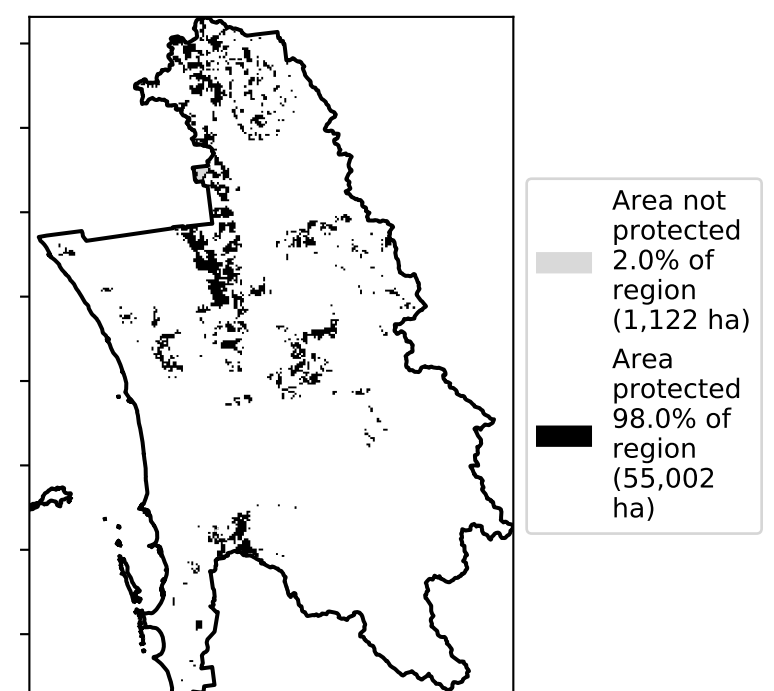 Area not
protected
2.0% of
region
(1,122 ha)
Area
protected
98.0% of
region
(55,002
ha)